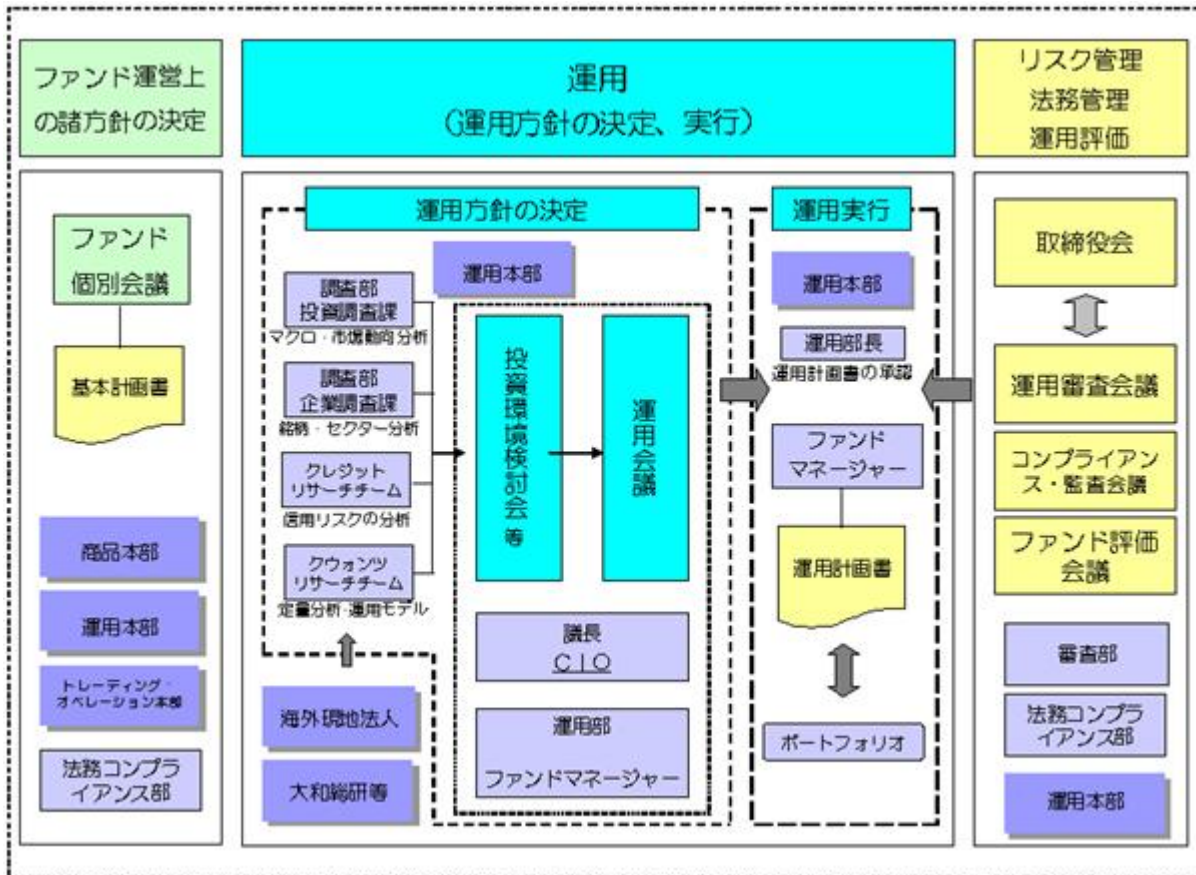 ファンド運営上
の諸方針の決定
ファンド
個別会議
基本計画書
商品本部
運用本部
トレーディング・
オペレーション本部
法務コンプラ
イアンス部
運用
(運用方針の決定、実行)
運用方針の決定
運用本部
調査部
投資調査課
マクロ・市場動向分析
調査部
企業調査課
銘柄・セクター分析
クレジット
リサーチチーム
信用リスクの分析
クウォンツ
リサーチチーム
定量分析・運用モデル
海外現地法人
大和総研等
投資環境検討会 等
運用会議
議長
CIO
運用部
ファンドマネージャー
運用実行
運用本部
運用部長
運用計画書の承認
ファンド
マネージャー
運用計画書
ポートフォリオ
リスク管理
法務管理
運用評価
取締役会
運用審査会議
コンプライアン
ス・監査会議
ファンド評価
会議
審査部
法務コンプラ
イアンス部
運用本部